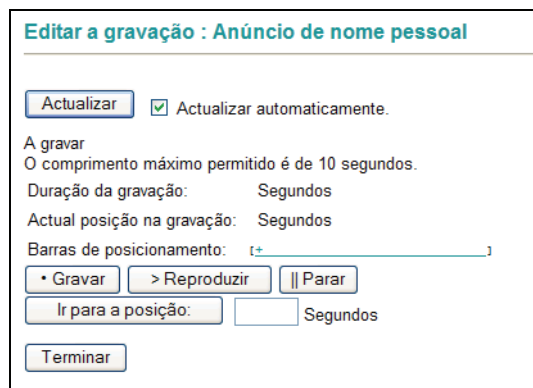 Editar a gravação : Anúncio de nome pessoal
Actualizar Actualizar automaticamente.
A gravar
O comprimento máximo permitido é de 10 segundos.
Duração da gravação: Segundos
Actual posição na gravação: Segundos
Barras de posicionamento: [+ ]
• Gravar > Reproduzir || Parar
Ir para a posição: Segundos
Terminar